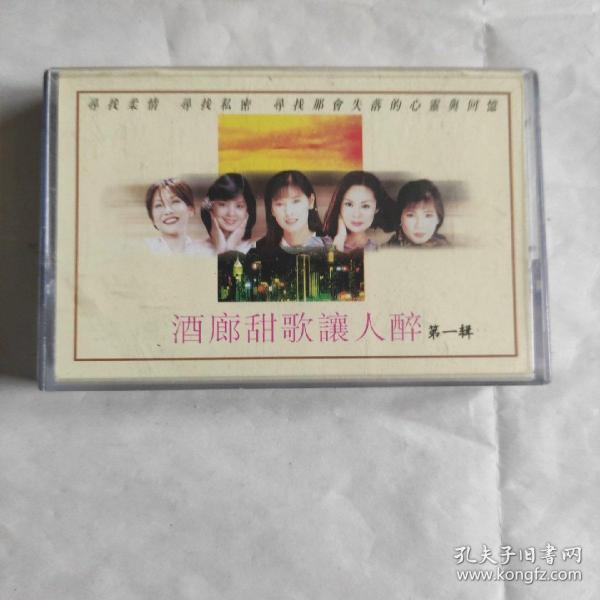 尋找柔情 尋找私密 尋找那會失落的心靈與回憶
酒廊甜歌讓人醉 第一輯
孔夫子旧书网
www.kongfz.com